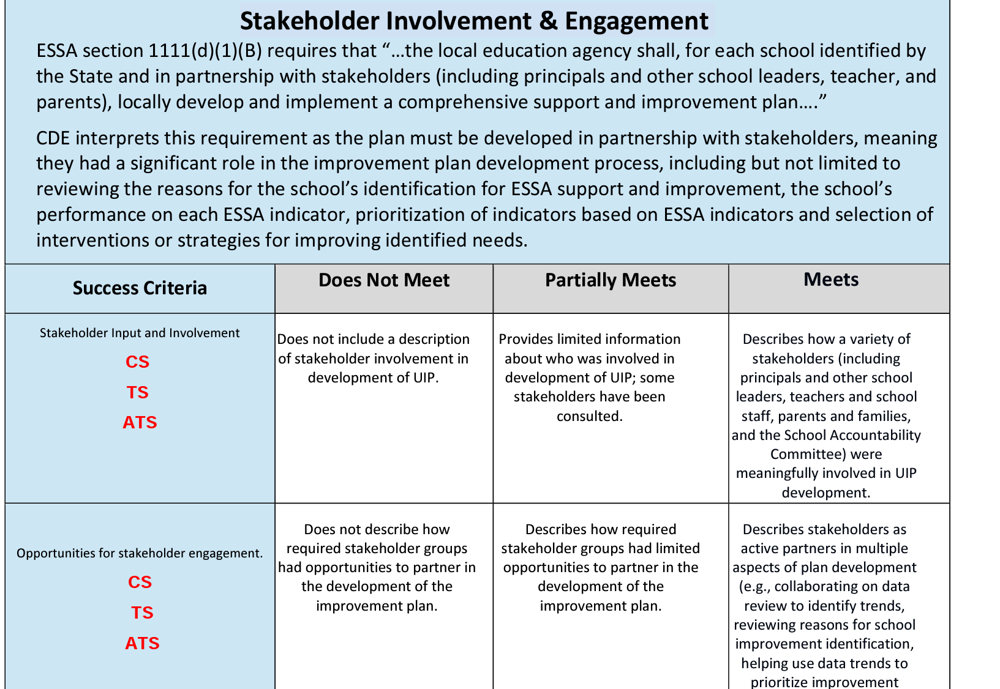 Stakeholder Involvement & Engagement
ESSA section 1111(d)(1)(B) requires that “…the local education agency shall, for each school identified by
the State and in partnership with stakeholders (including principals and other school leaders, teacher, and
parents), locally develop and implement a comprehensive support and improvement plan….”
CDE interprets this requirement as the plan must be developed in partnership with stakeholders, meaning
they had a significant role in the improvement plan development process, including but not limited to
reviewing the reasons for the school’s identification for ESSA support and improvement, the school’s
performance on each ESSA indicator, prioritization of indicators based on ESSA indicators and selection of
interventions or strategies for improving identified needs.
Success Criteria
Does Not Meet
Partially Meets
Meets
Stakeholder Input and Involvement
CS
TS
ATS
Does not include a description
of stakeholder involvement in
development of UIP.
Provides limited information
about who was involved in
development of UIP; some
stakeholders have been
consulted.
Describes how a variety of
stakeholders (including
principals and other school
leaders, teachers and school
staff, parents and families,
and the School Accountability
Committee) were
meaningfully involved in UIP
development.
Opportunities for stakeholder engagement.
CS
TS
ATS
Does not describe how
required stakeholder groups
had opportunities to partner in
the development of the
improvement plan.
Describes how required
stakeholder groups had limited
opportunities to partner in the
development of the
improvement plan.
Describes stakeholders as
active partners in multiple
aspects of plan development
(e.g., collaborating on data
review to identify trends,
reviewing reasons for school
improvement identification,
helping use data trends to
prioritize improvement